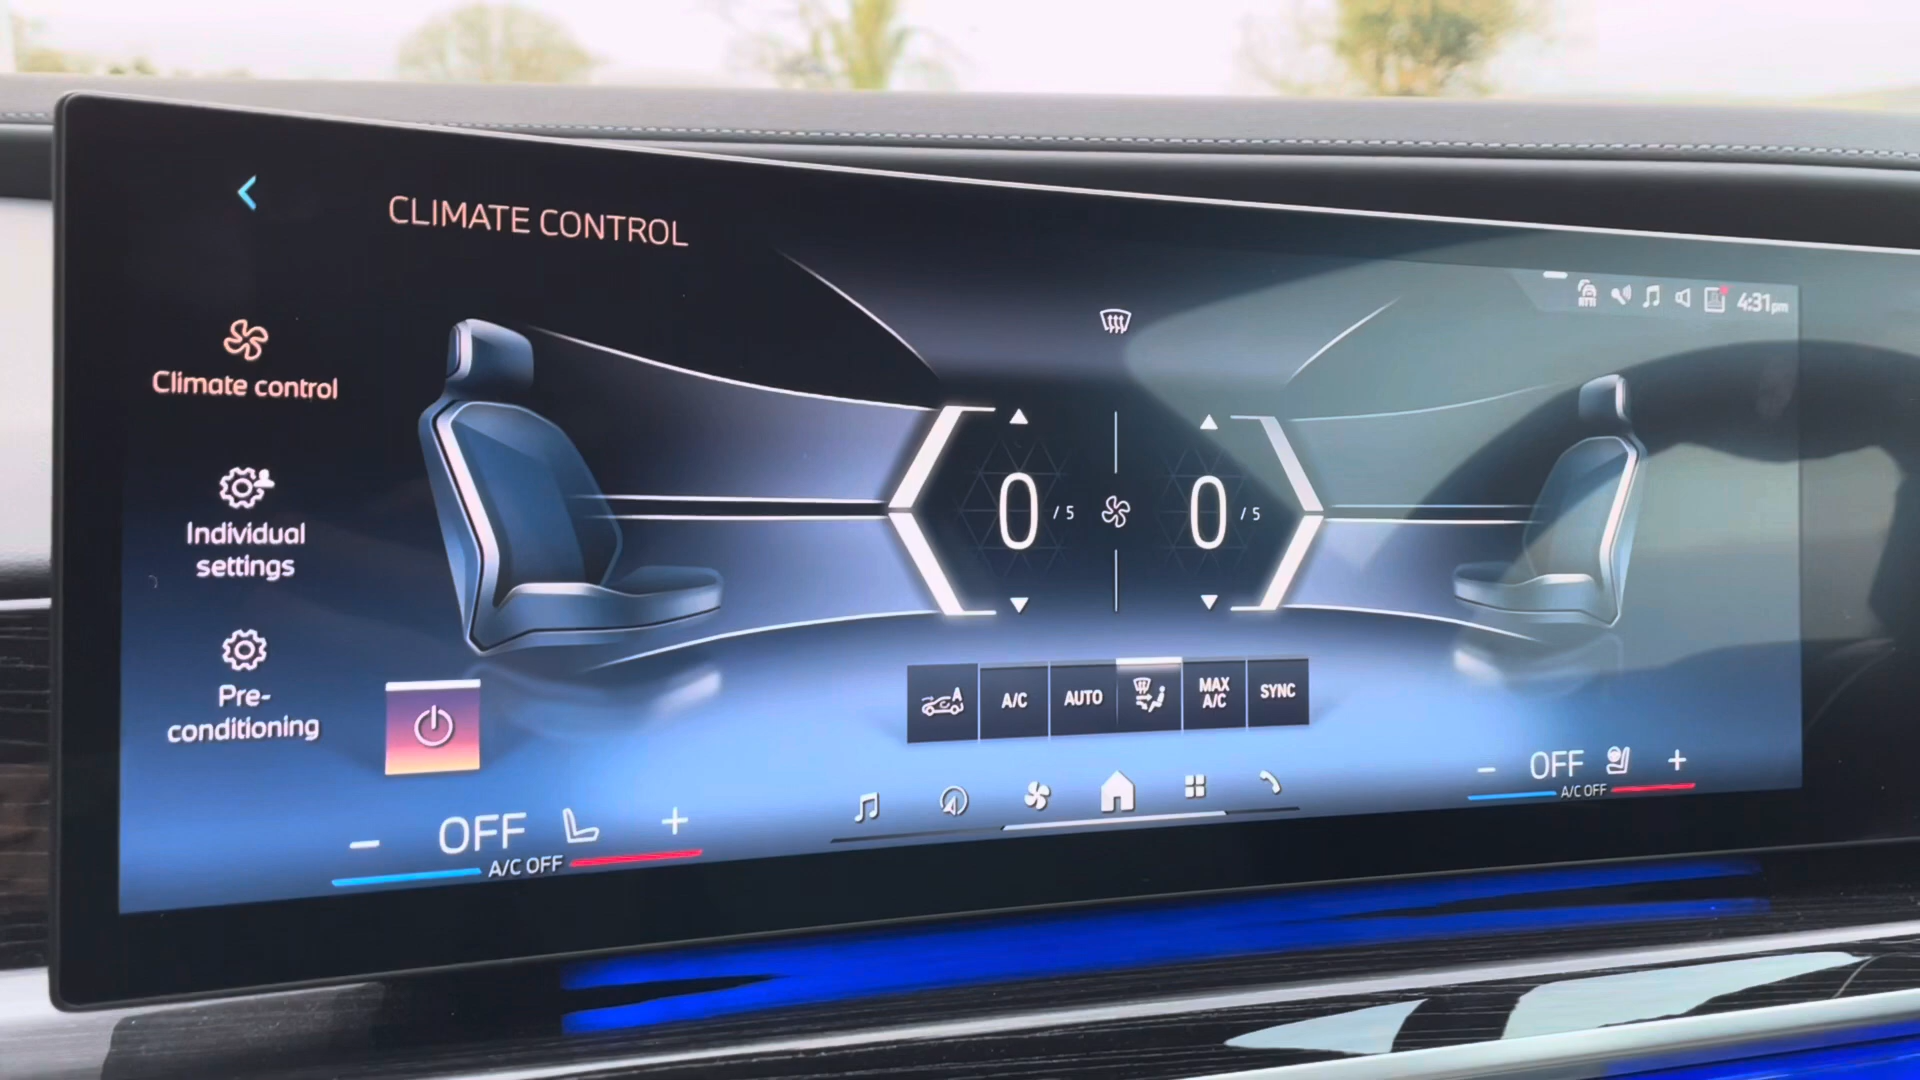 CLIMATE CONTROL
4:31pm
Climate control
Individual
settings
Pre-
conditioning
0 / 5
0 / 5
A
A/C
AUTO
MAX
A/C
SYNC
OFF
A/C OFF
OFF
A/C OFF